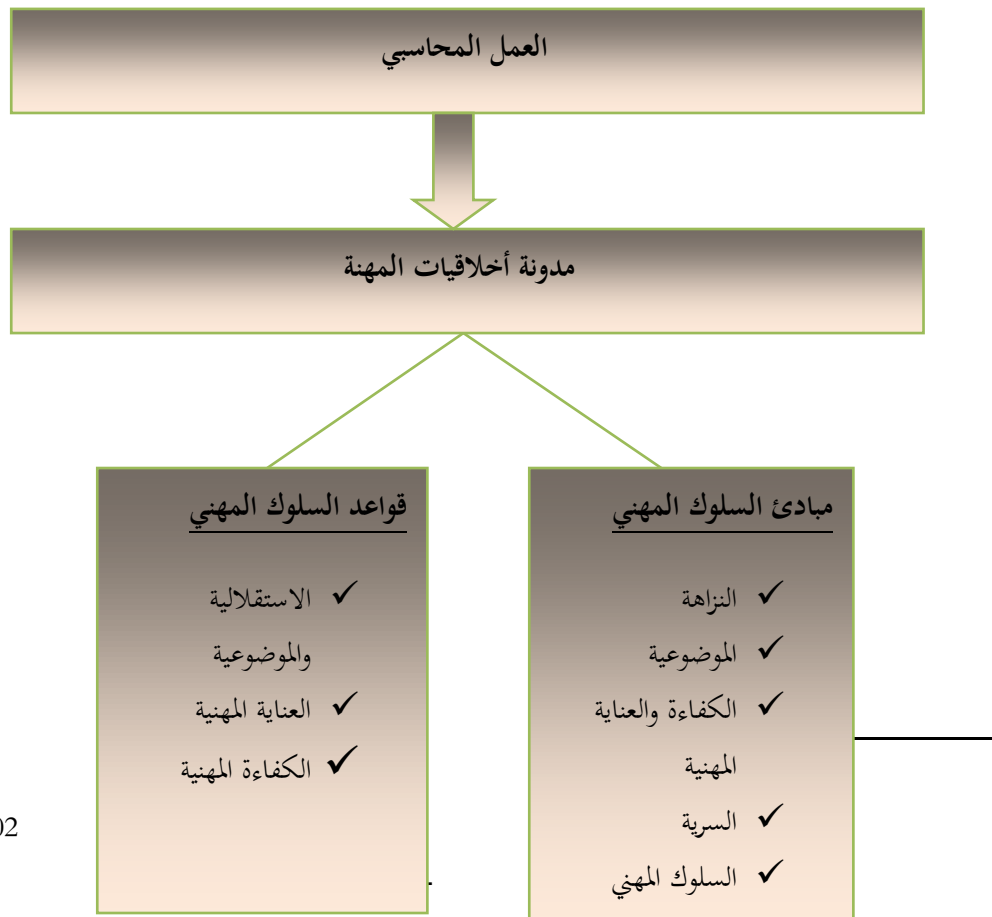 العمل المحاسبي
مدونة أخلاقيات المهنة
مبادئ السلوك المهني
✓ النزاهة
✓ الموضوعية
✓ الكفاءة والعناية
المهنية
✓ السرية
✓ السلوك المهني
قواعد السلوك المهني
✓ الاستقلالية
والموضوعية
✓ العناية المهنية
✓ الكفاءة المهنية
02
.